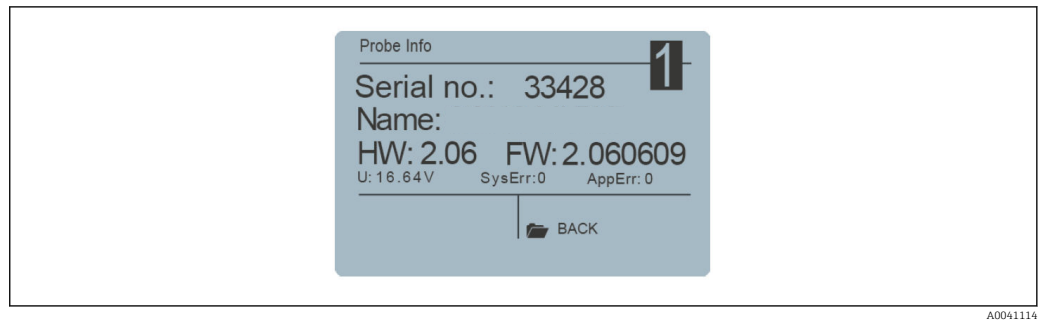 Probe Info
1
Serial no.: 33428
Name:
HW: 2.06 FW: 2.060609
U: 16.64V SysErr:0 AppErr: 0
BACK
A0041114